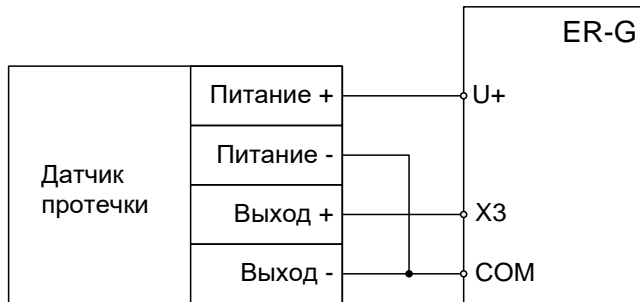 ER-G
Питание +
U+
Питание -
Датчик
протечки
Выход +
X3
Выход -
COM